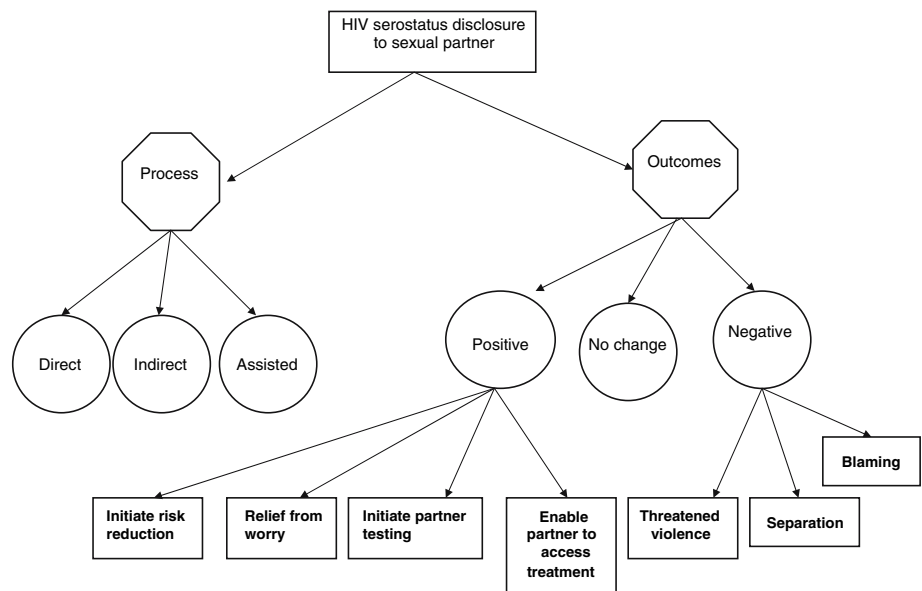 HIV serostatus disclosure
to sexual partner
Process
Outcomes
Direct
Indirect
Assisted
Positive
No change
Negative
Blaming
Initiate risk
reduction
Relief from
worry
Initiate partner
testing
Enable
partner to
access
treatment
Threatened
violence
Separation